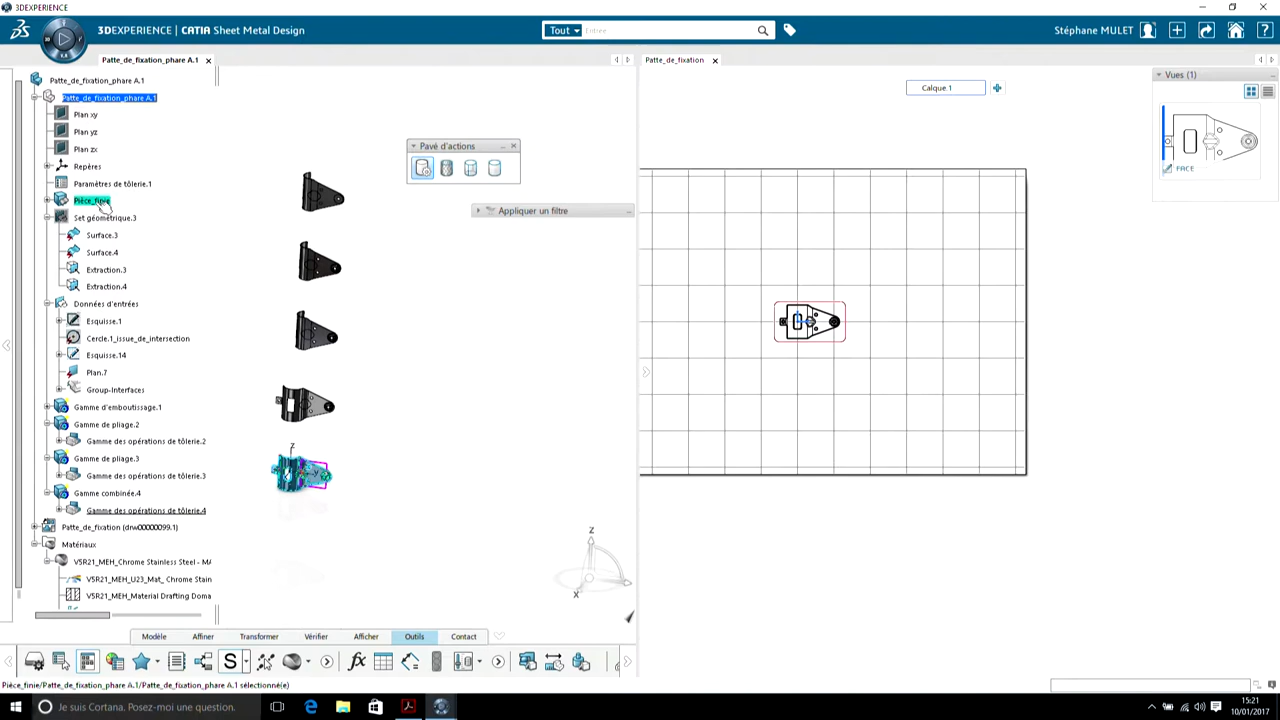 3DEXPERIENCE
3DEXPERIENCE | CATIA Sheet Metal Design
Tout
Stéphane MULET
Patte_de_fixation_phare A.1
Patte_de_fixation
Patte_de_fixation_phare A.1
Patte_de_fixation_phare A.1
Plan xy
Plan yz
Plan zx
Repères
Paramètres de tôlerie.1
Pièce_finie
Set géométrique.3
Surface.3
Surface.4
Extraction.3
Extraction.4
Données d'entrées
Esquisse.1
Cercle.1_issue_de_intersection
Esquisse.14
Plan.7
Group-Interfaces
Gamme d'emboutissage.1
Gamme de pliage.2
Gamme des opérations de tôlerie.2
Gamme de pliage.3
Gamme des opérations de tôlerie.3
Gamme combinée.4
Gamme des opérations de tôlerie.4
Patte_de_fixation (drw00000099.1)
Matériaux
V5R21_MEH_Chrome Stainless Steel - MA
V5R21_MEH_U23_Mat_ Chrome Stain
V5R21_MEH_Material Drafting Doma
Pavé d'actions
Appliquer un filtre
Z
Z
X
Y
Calque.1
Vues (1)
FACE
Modèle Affiner Transformer Vérifier Afficher Outils Contact
S
fx
Pièce_finie/Patte_de_fixation_phare A.1/Patte_de_fixation_phare A.1 sélectionné(e)
Je suis Cortana. Posez-moi une question.
15:21
10/01/2017